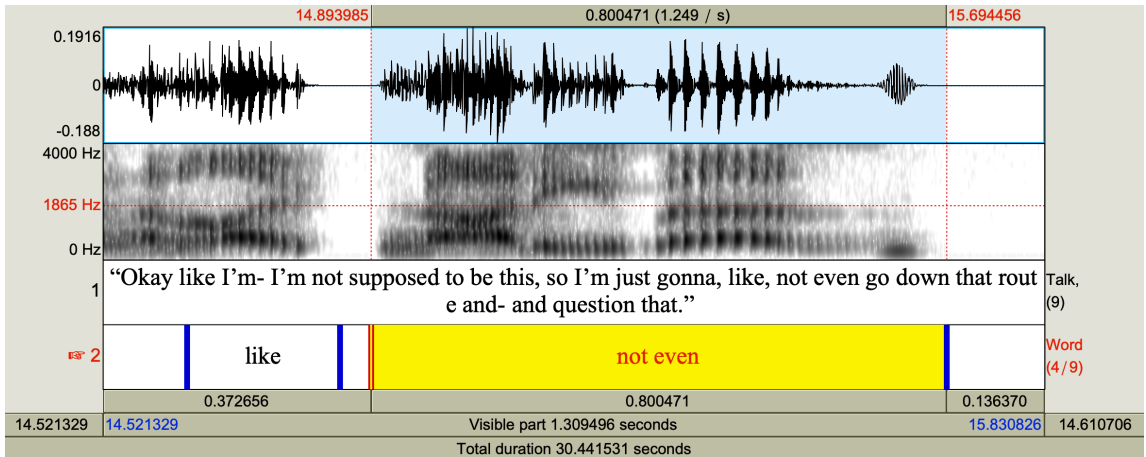 14.893985 0.800471 (1.249 / s) 15.694456
0.1916
0
-0.188
4000 Hz
1865 Hz
0 Hz
1 “Okay like I’m- I’m not supposed to be this, so I’m just gonna, like, not even go down that rout
e and- and question that.” Talk,
(9)
☞ 2 like not even Word
(4/9)
0.372656 0.800471 0.136370
14.521329 14.521329 Visible part 1.309496 seconds 15.830826 14.610706
Total duration 30.441531 seconds